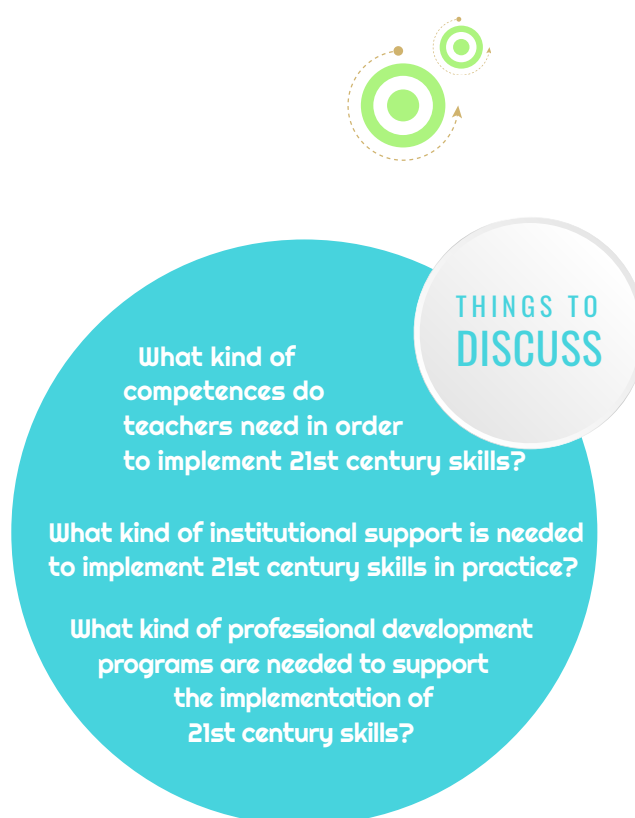 THINGS TO
DISCUSS
What kind of
competences do
teachers need in order
to implement 21st century skills?
What kind of institutional support is needed
to implement 21st century skills in practice?
What kind of professional development
programs are needed to support
the implementation of
21st century skills?